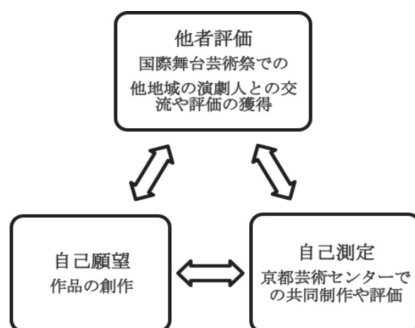 他者評価
国際舞台芸術祭での
他地域の演劇人との交
流や評価の獲得
自己願望
作品の創作
自己測定
京都芸術センターで
の共同制作や評価